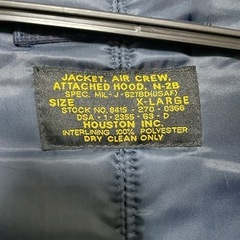 JACKET, AIR CREW,
ATTACHED HOOD, N-2B
SPEC. MIL-J-6278D(USAF)
SIZE X-LARGE
STOCK NO. 8415-270-0366
DSA-1-2355-63-D
HOUSTON INC.
INTERLINING 100% POLYESTER
DRY CLEAN ONLY